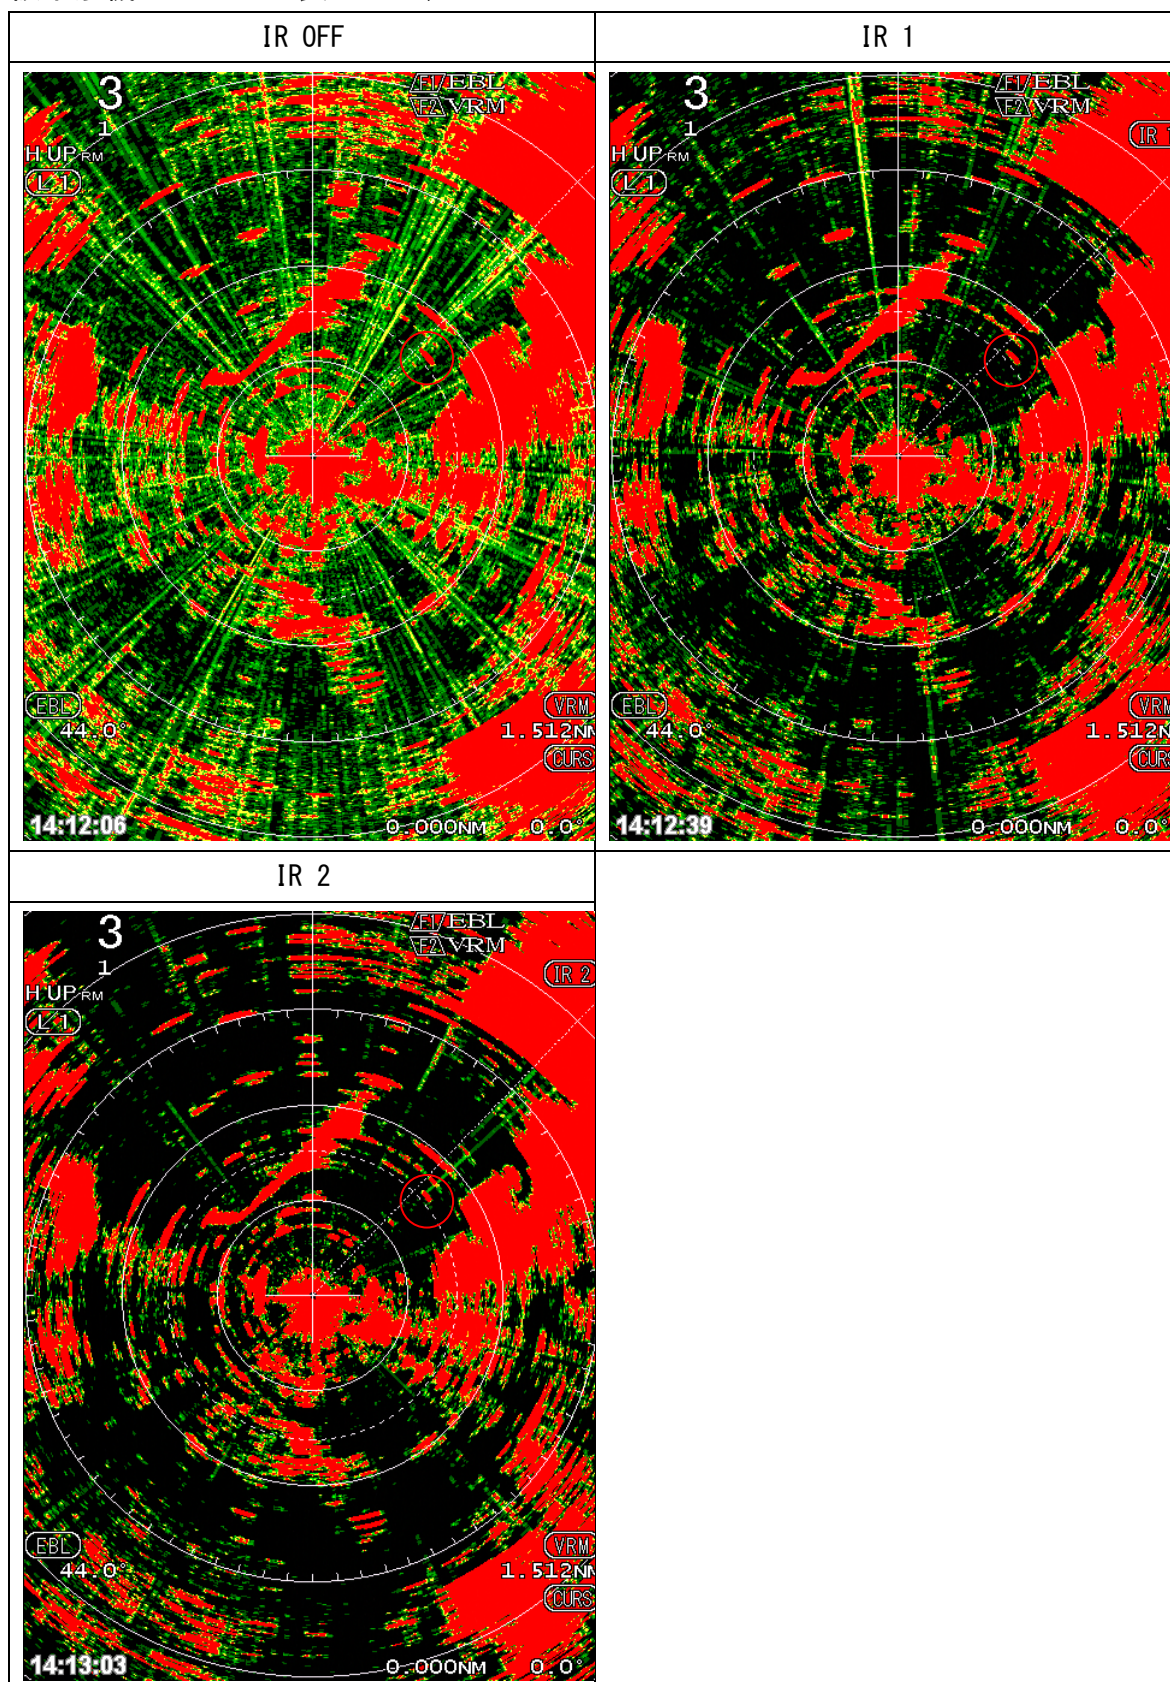 IR OFF
IR 1
3
1
F1 EBL
F2 VRM
H UP RM
L 1
EBL
44.0°
VRM
1.512NM
CURS
14:12:06
0.000NM
0.0°
3
1
F1 EBL
F2 VRM
IR
H UP RM
L 1
EBL
44.0°
VRM
1.512N
CURS
14:12:39
0.000NM
0.0°
IR 2
3
1
F1 EBL
F2 VRM
IR 2
H UP RM
L 1
EBL
44.0°
VRM
1.512NM
CURS
14:13:03
0.000NM
0.0°